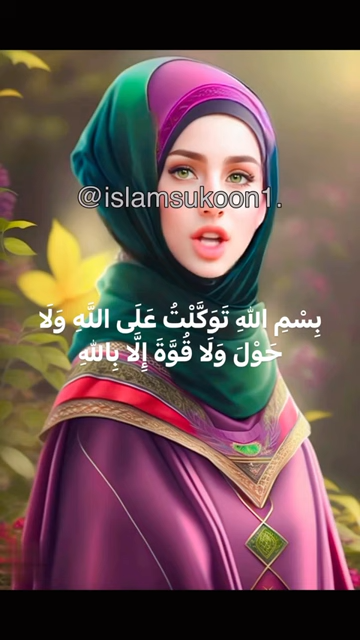 @islamsukoon1.
بِسْمِ اللَّهِ تَوَكَّلْتُ عَلَى اللَّهِ وَلَا
حَوْلَ وَلَا قُوَّةَ إِلَّا بِاللَّهِ